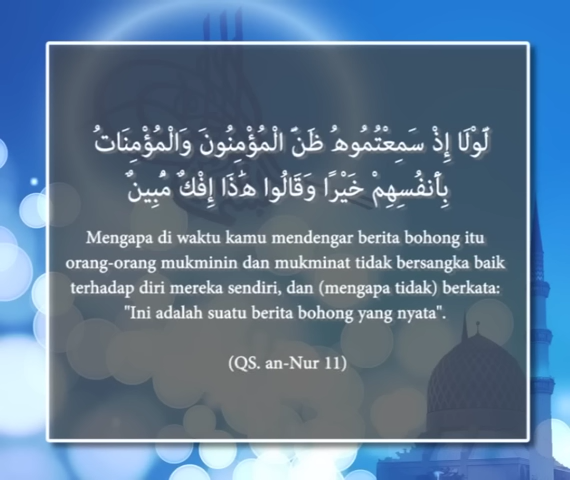 لَّوْلَا إِذْ سَمِعْتُمُوهُ ظَنَّ الْمُؤْمِنُونَ وَالْمُؤْمِنَاتُ
بِأَنفُسِهِمْ خَيْرًا وَقَالُوا هَٰذَا إِفْكٌ مُّبِينٌ
Mengapa di waktu kamu mendengar berita bohong itu
orang-orang mukminin dan mukminat tidak bersangka baik
terhadap diri mereka sendiri, dan (mengapa tidak) berkata:
"Ini adalah suatu berita bohong yang nyata".
(QS. an-Nur 11)